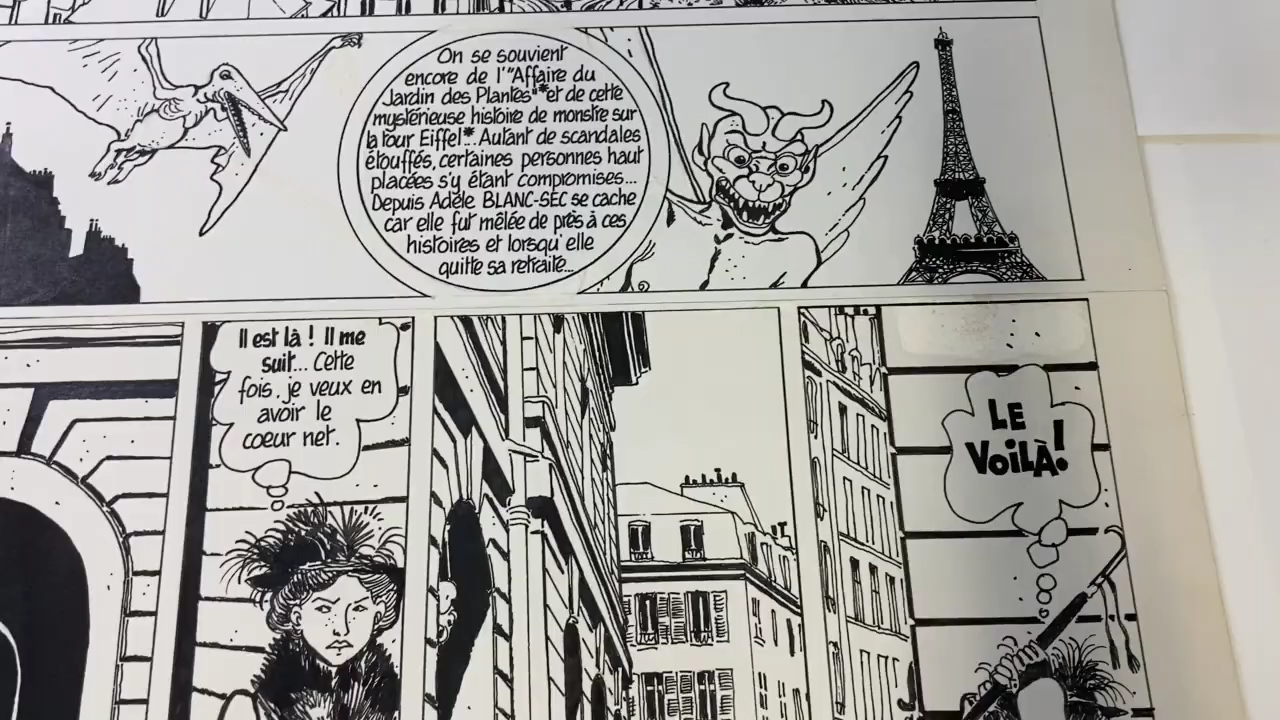 On se souvient
encore de l'"Affaire du
Jardin des Plantes"* et de cette
mystérieuse histoire de monstre sur
la tour Eiffel*... Autant de scandales
étouffés, certaines personnes haut
placées s'y étant compromises...
Depuis Adèle BLANC-SEC se cache
car elle fut mêlée de près à ces
histoires et lorsqu'elle
quitte sa retraite...
Il est là ! Il me
suit... Cette
fois, je veux en
avoir le
coeur net.
LE
VOILÀ!